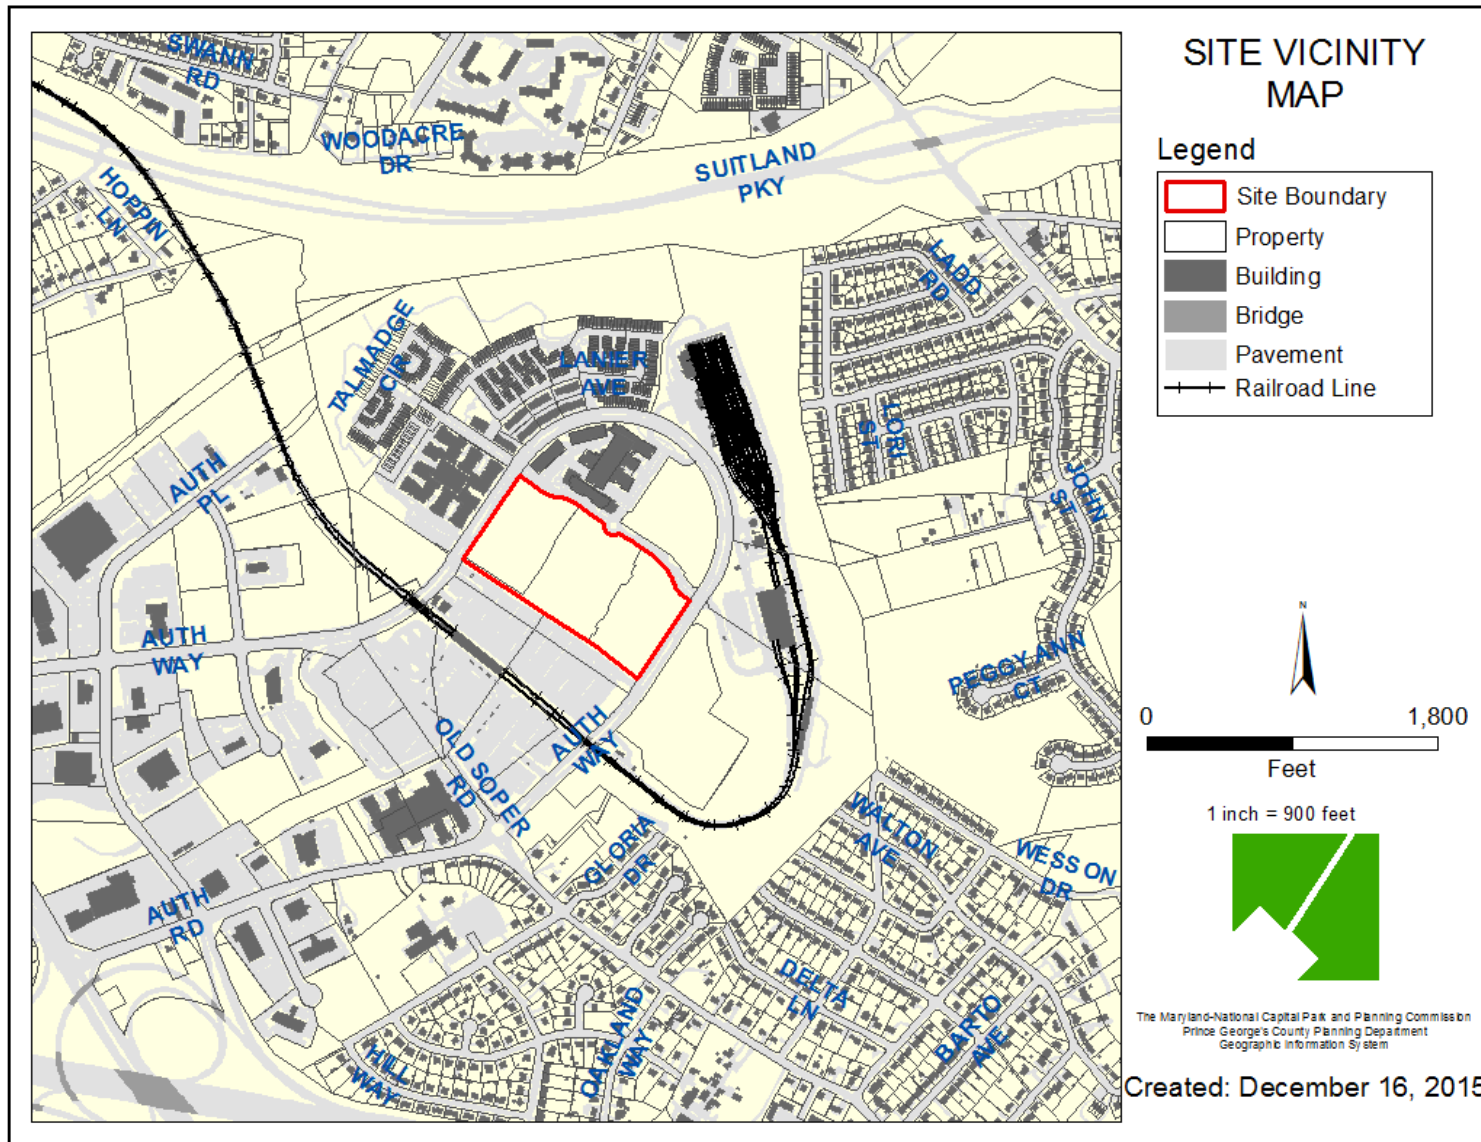 SITE VICINITY
MAP
Legend
Site Boundary
Property
Building
Bridge
Pavement
Railroad Line
SWANN
RD
WOODACRE
DR
SUITLAND
PKY
HOPPIN
LN
LADD
RD
TALMADGE
CIR
LANIER
AVE
LORI
ST
AUTH
PL
JOHN
ST
AUTH
WAY
PEGGY ANN
CT
OLD SOPER
RD
AUTH
WAY
GLORIA
DR
WALTON
AVE
WESSON
DR
AUTH
RD
DELTA
LN
OAKLAND
WAY
BARTO
AVE
HILL
WAY
N
0 1,800
Feet
1 inch = 900 feet
The Maryland-National Capital Park and Planning Commission
Prince George's County Planning Department
Geographic Information System
Created: December 16, 2015